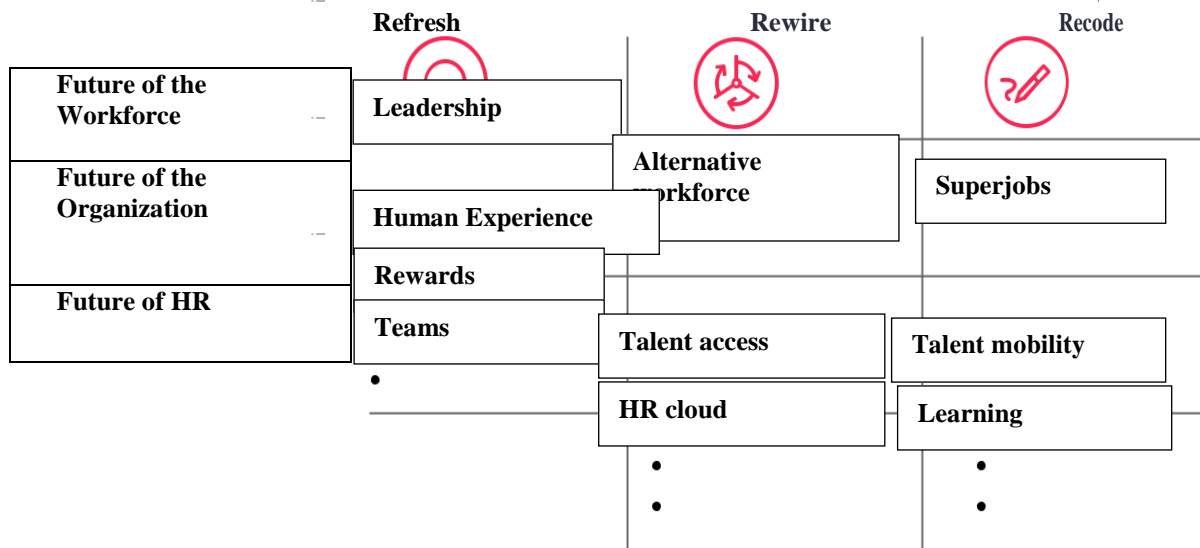 Refresh
Rewire
Recode
Future of the
Workforce
Leadership
Alternative
workforce
Superjobs
Future of the
Organization
Human Experience
Rewards
Future of HR
Teams
Talent access
Talent mobility
HR cloud
Learning